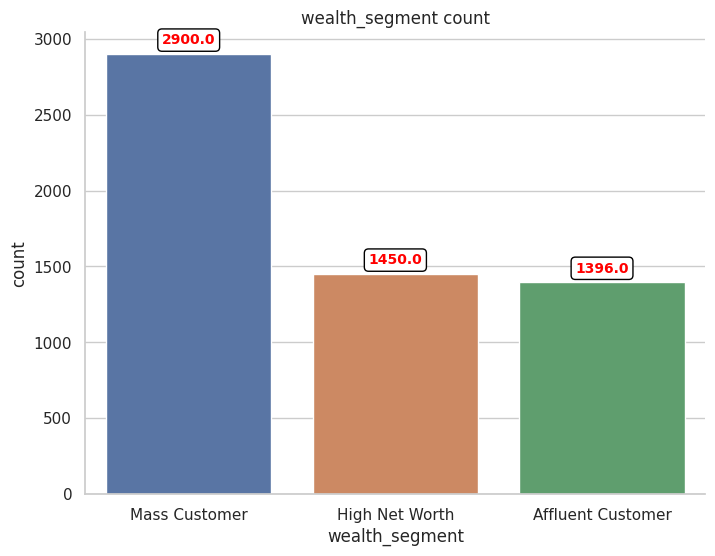 wealth_segment count
3000
2500
2000
1500
1000
500
0
count
2900.0
1450.0
1396.0
Mass Customer
High Net Worth
Affluent Customer
wealth_segment